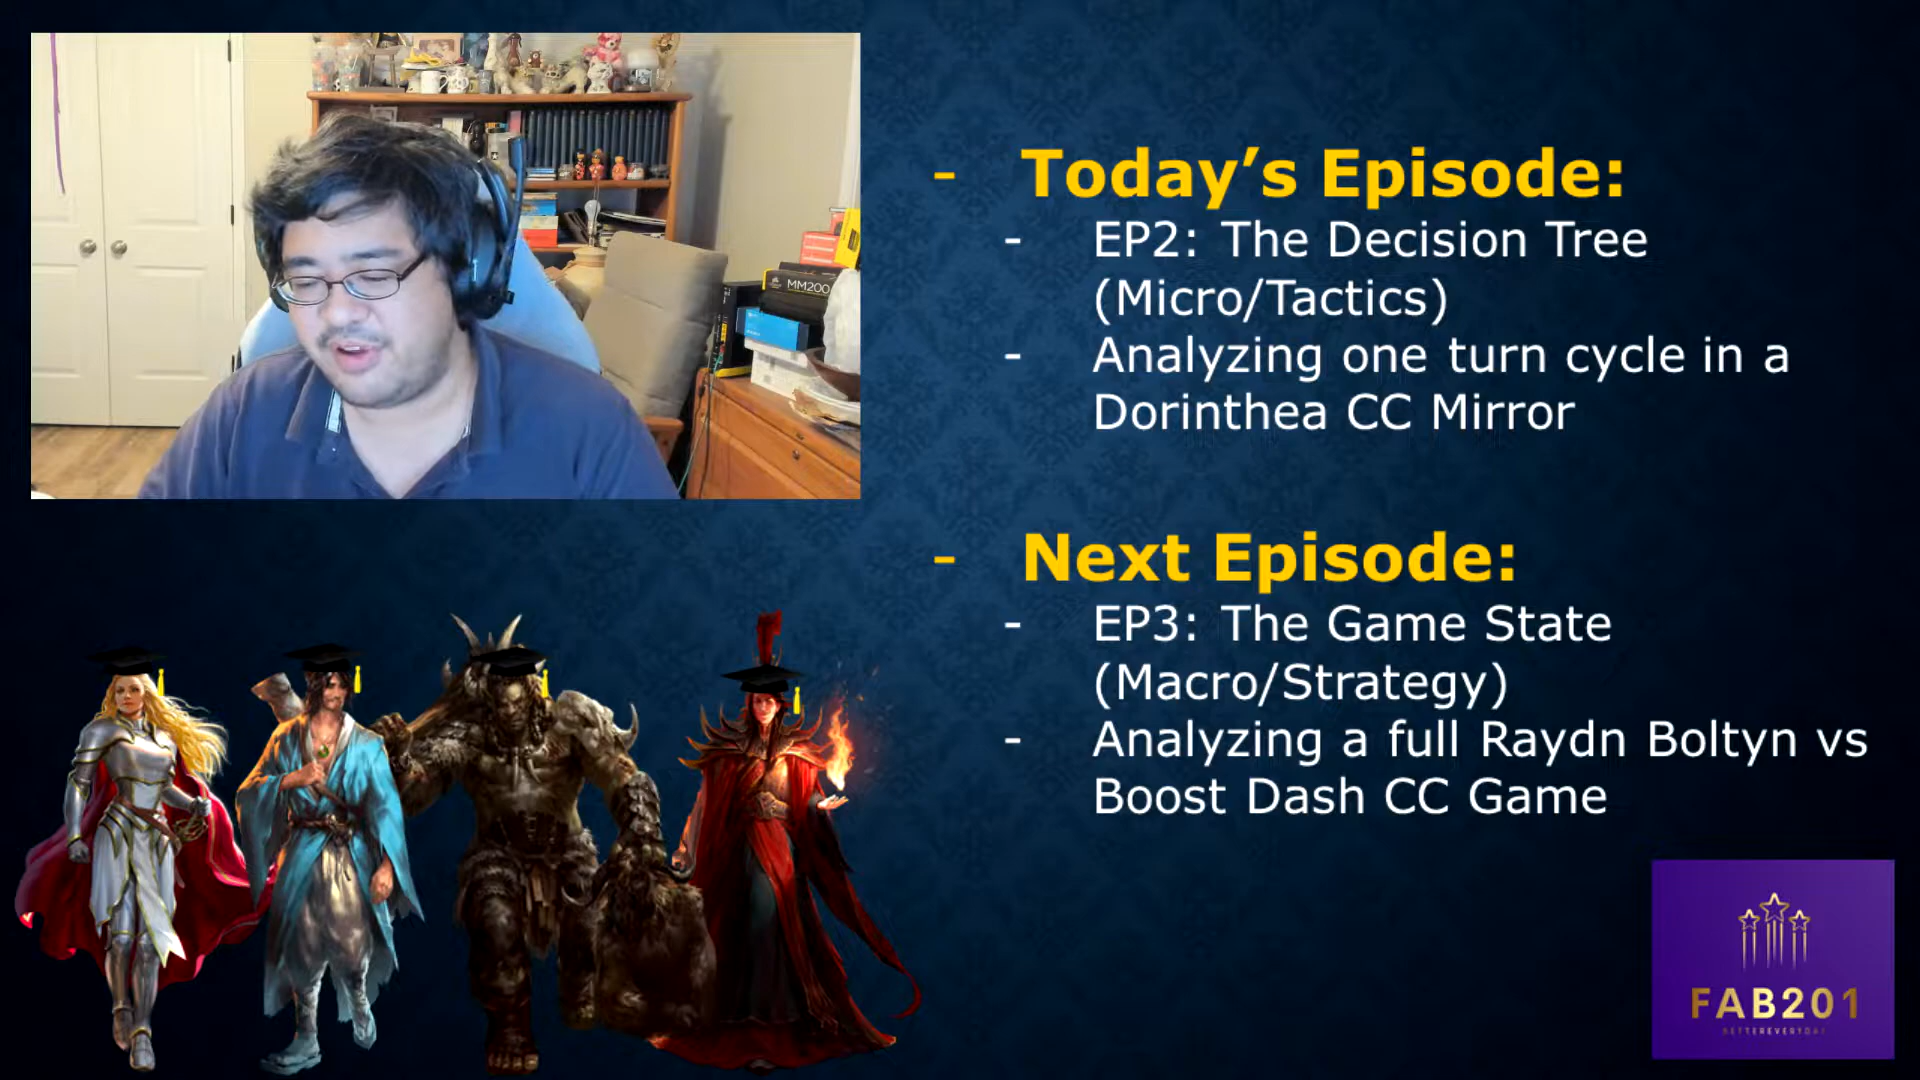 MM200
- Today’s Episode:
- EP2: The Decision Tree
(Micro/Tactics)
- Analyzing one turn cycle in a
Dorinthea CC Mirror
- Next Episode:
- EP3: The Game State
(Macro/Strategy)
- Analyzing a full Raydn Boltyn vs
Boost Dash CC Game
FAB201
BETTEREVERYDAY